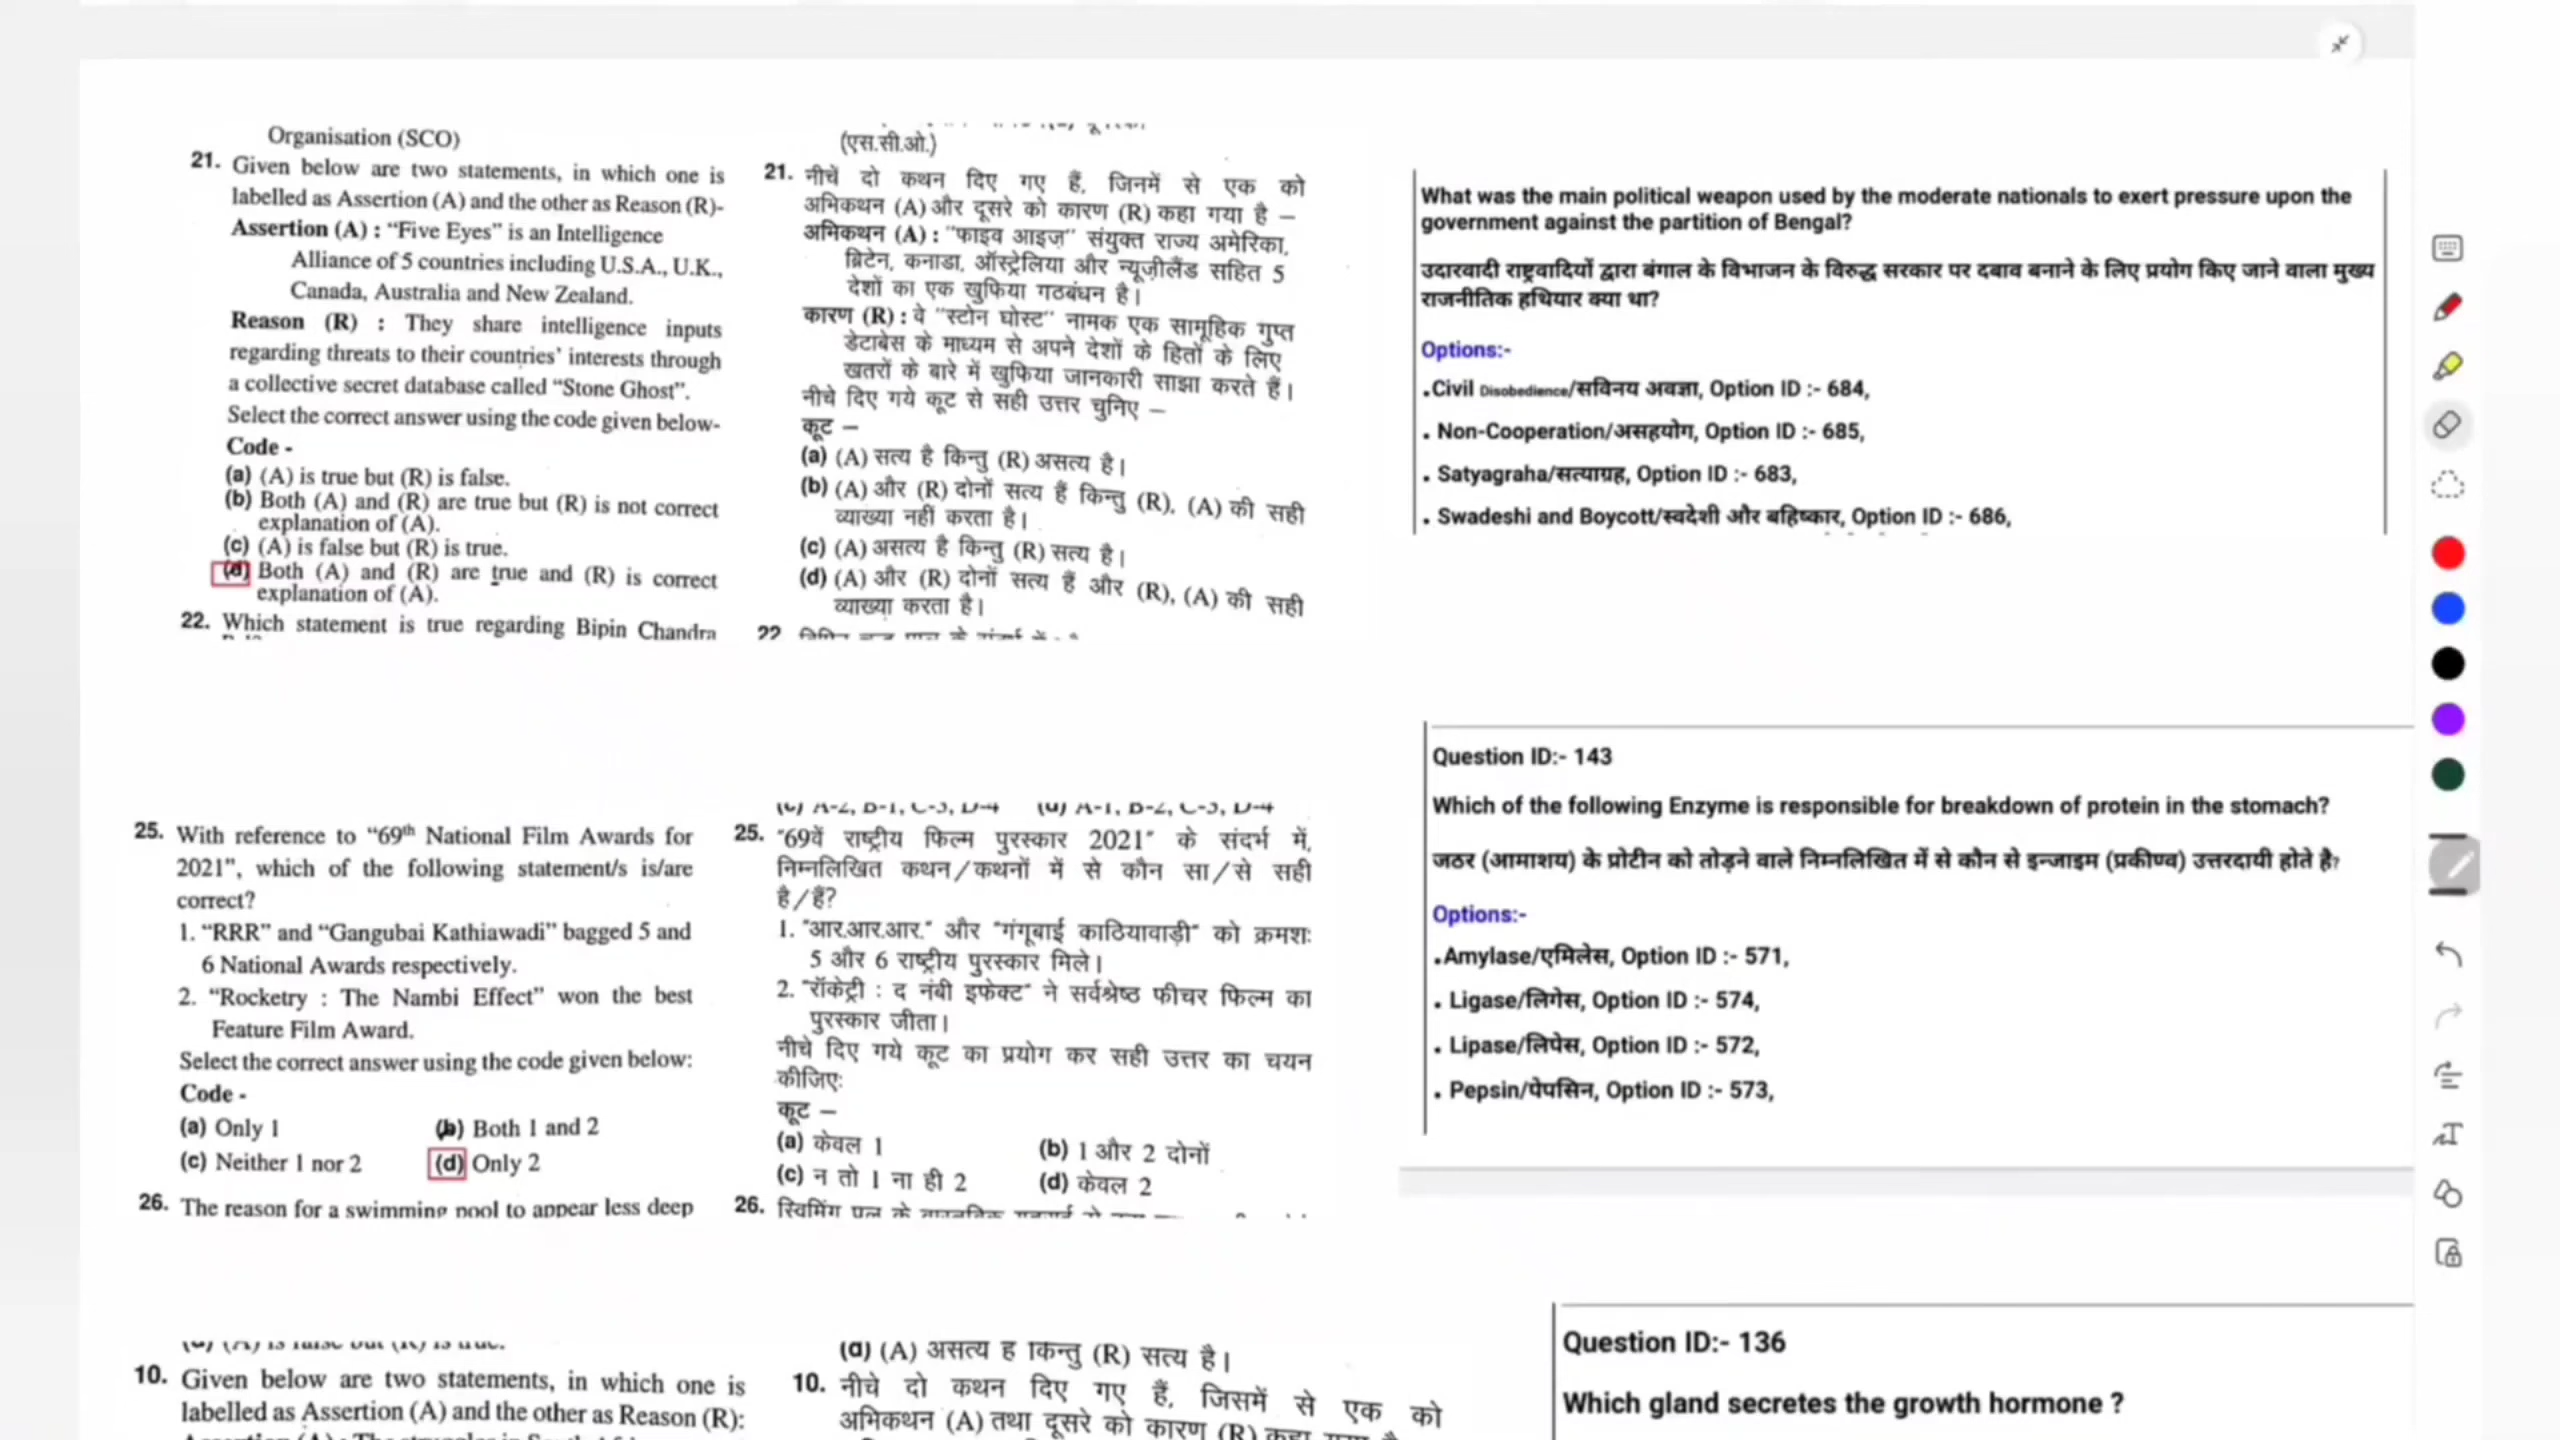 Organisation (SCO)
21. Given below are two statements, in which one is
labelled as Assertion (A) and the other as Reason (R)-
Assertion (A) : “Five Eyes” is an Intelligence
Alliance of 5 countries including U.S.A., U.K.,
Canada, Australia and New Zealand.
Reason (R) : They share intelligence inputs
regarding threats to their countries’ interests through
a collective secret database called “Stone Ghost”.
Select the correct answer using the code given below-
Code -
(a) (A) is true but (R) is false.
(b) Both (A) and (R) are true but (R) is not correct
explanation of (A).
(c) (A) is false but (R) is true.
(d) Both (A) and (R) are true and (R) is correct
explanation of (A).
22. Which statement is true regarding Bipin Chandra
(एस.सी.ओ.)
21. नीचें दो कथन दिए गए हैं, जिनमें से एक को
अभिकथन (A) और दूसरे को कारण (R) कहा गया है –
अभिकथन (A) : "फाइव आइज़" संयुक्त राज्य अमेरिका,
ब्रिटेन, कनाडा, ऑस्ट्रेलिया और न्यूज़ीलैंड सहित 5
देशों का एक खुफिया गठबंधन है।
कारण (R) : वे "स्टोन घोस्ट" नामक एक सामूहिक गुप्त
डेटाबेस के माध्यम से अपने देशों के हितों के लिए
खतरों के बारे में खुफिया जानकारी साझा करते हैं।
नीचे दिए गये कूट से सही उत्तर चुनिए –
कूट –
(a) (A) सत्य है किन्तु (R) असत्य है।
(b) (A) और (R) दोनों सत्य हैं किन्तु (R), (A) की सही
व्याख्या नहीं करता है।
(c) (A) असत्य है किन्तु (R) सत्य है।
(d) (A) और (R) दोनों सत्य हैं और (R), (A) की सही
व्याख्या करता है।
22
What was the main political weapon used by the moderate nationals to exert pressure upon the
government against the partition of Bengal?
उदारवादी राष्ट्रवादियों द्वारा बंगाल के विभाजन के विरुद्ध सरकार पर दबाव बनाने के लिए प्रयोग किए जाने वाला मुख्य
राजनीतिक हथियार क्या था?
Options:-
.Civil Disobedience/सविनय अवज्ञा, Option ID :- 684,
. Non-Cooperation/असहयोग, Option ID :- 685,
. Satyagraha/सत्याग्रह, Option ID :- 683,
. Swadeshi and Boycott/स्वदेशी और बहिष्कार, Option ID :- 686,
25. With reference to “69th National Film Awards for
2021”, which of the following statement/s is/are
correct?
1. “RRR” and “Gangubai Kathiawadi” bagged 5 and
6 National Awards respectively.
2. “Rocketry : The Nambi Effect” won the best
Feature Film Award.
Select the correct answer using the code given below:
Code -
(a) Only 1 (b) Both 1 and 2
(c) Neither 1 nor 2 (d) Only 2
26. The reason for a swimming pool to appear less deep
(c) A-2, B-1, C-3, D-4 (d) A-1, B-2, C-3, D-4
25. "69वें राष्ट्रीय फिल्म पुरस्कार 2021" के संदर्भ में,
निम्नलिखित कथन/कथनों में से कौन सा/से सही
है/हैं?
1. "आर.आर.आर." और "गंगूबाई काठियावाड़ी" को क्रमशः
5 और 6 राष्ट्रीय पुरस्कार मिले।
2. "रॉकेट्री : द नंबी इफेक्ट" ने सर्वश्रेष्ठ फीचर फिल्म का
पुरस्कार जीता।
नीचे दिए गये कूट का प्रयोग कर सही उत्तर का चयन
कीजिए:
कूट –
(a) केवल 1 (b) 1 और 2 दोनों
(c) न तो 1 ना ही 2 (d) केवल 2
26. स्विमिंग पूल के
Question ID:- 143
Which of the following Enzyme is responsible for breakdown of protein in the stomach?
जठर (आमाशय) के प्रोटीन को तोड़ने वाले निम्नलिखित में से कौन से इन्जाइम (प्रकीण्व) उत्तरदायी होते है?
Options:-
.Amylase/एमिलेस, Option ID :- 571,
. Ligase/लिगेस, Option ID :- 574,
. Lipase/लिपेस, Option ID :- 572,
. Pepsin/पेपसिन, Option ID :- 573,
(A) is false but (R) is true.
10. Given below are two statements, in which one is
labelled as Assertion (A) and the other as Reason (R):
(d) (A) असत्य ह किन्तु (R) सत्य है।
10. नीचे दो कथन दिए गए हैं, जिसमें से एक को
अभिकथन (A) तथा दूसरे को कारण (R) कहा
Question ID:- 136
Which gland secretes the growth hormone ?